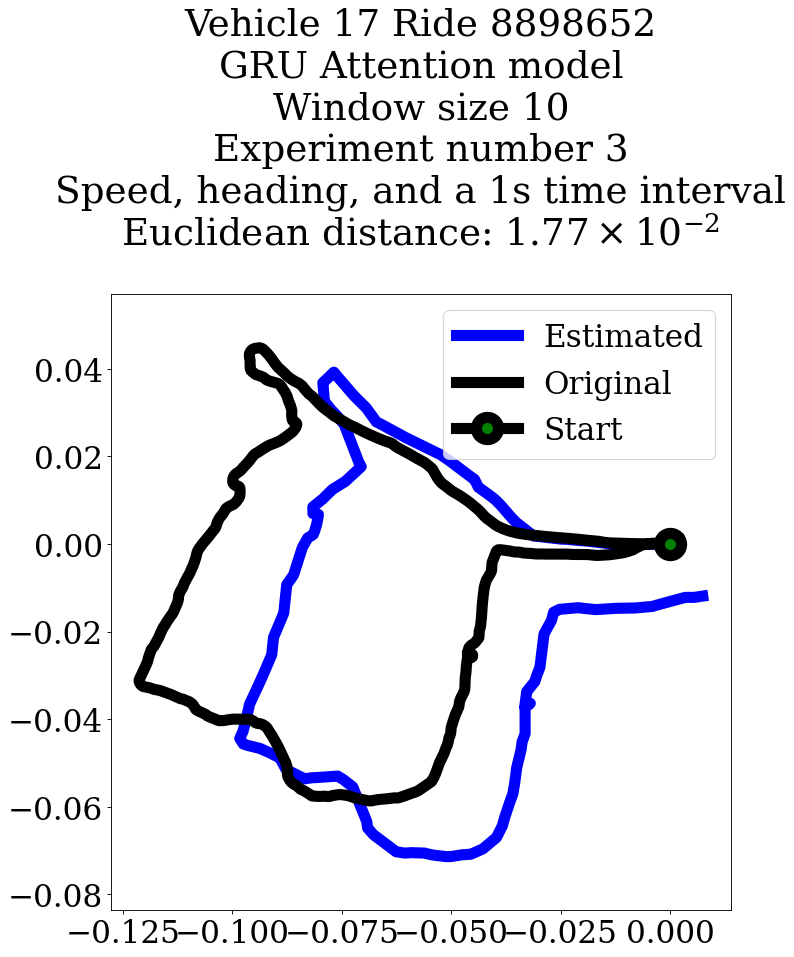 Vehicle 17 Ride 8898652
GRU Attention model
Window size 10
Experiment number 3
Speed, heading, and a 1s time interval
Euclidean distance: 1.77 × 10⁻²
Estimated
Original
Start
0.04
0.02
0.00
−0.02
−0.04
−0.06
−0.08
−0.125 −0.100 −0.075 −0.050 −0.025 0.000